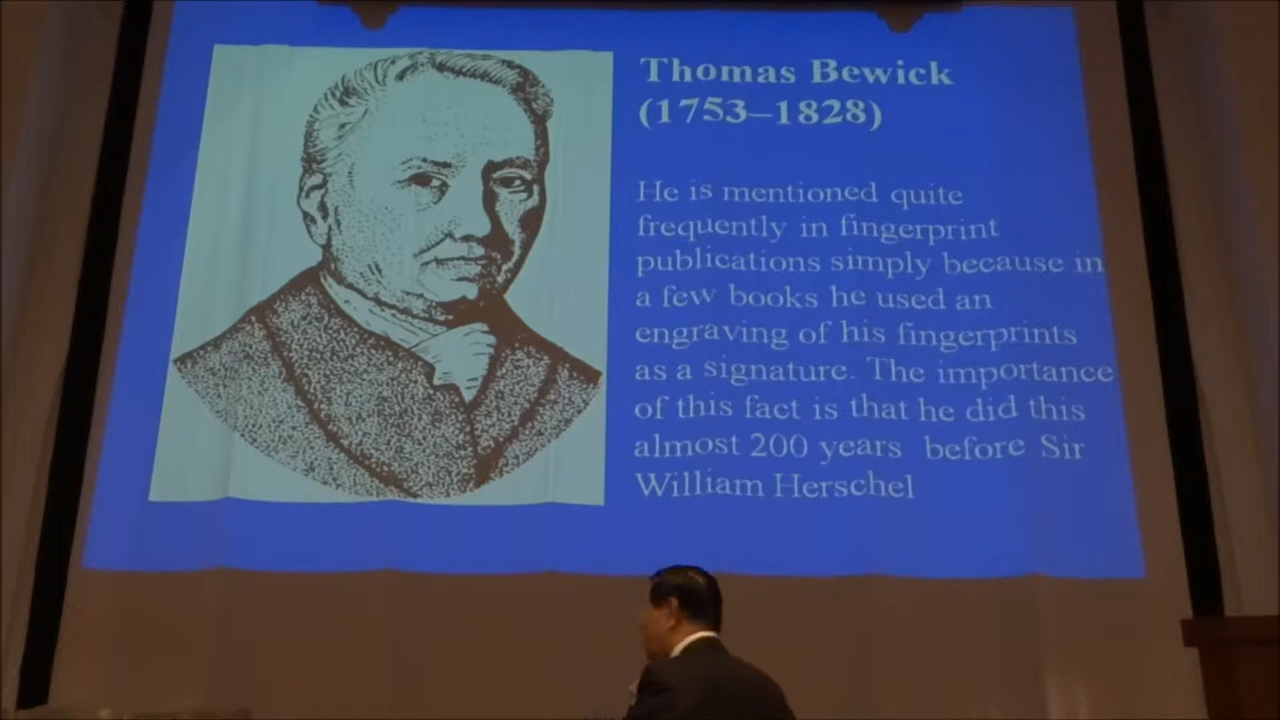 Thomas Bewick
(1753–1828)
He is mentioned quite
frequently in fingerprint
publications simply because in
a few books he used an
engraving of his fingerprints
as a signature. The importance
of this fact is that he did this
almost 200 years before Sir
William Herschel